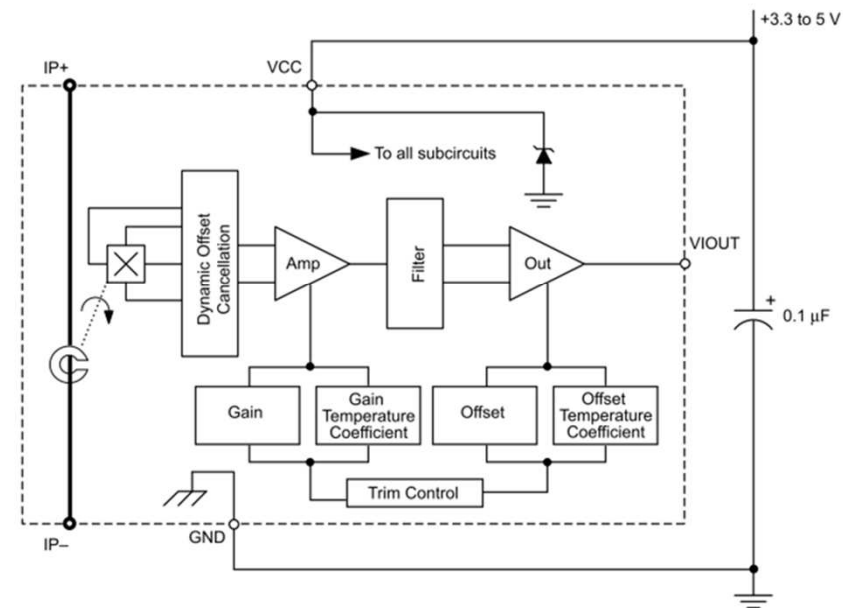 +3.3 to 5 V
IP+
VCC
To all subcircuits
Dynamic Offset
Cancellation
Amp
Filter
Out
VIOUT
+
0.1 μF
Gain
Gain
Temperature
Coefficient
Offset
Offset
Temperature
Coefficient
Trim Control
GND
IP–